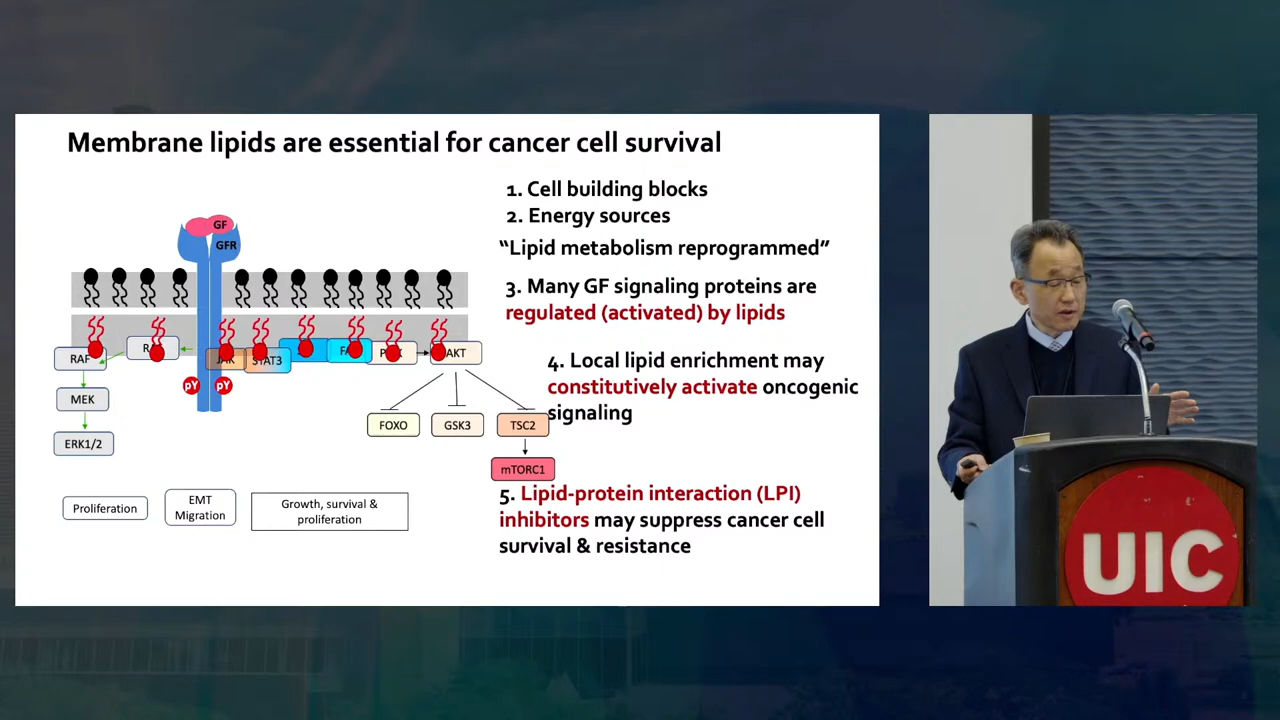 Membrane lipids are essential for cancer cell survival
1. Cell building blocks
2. Energy sources
“Lipid metabolism reprogrammed”
3. Many GF signaling proteins are
regulated (activated) by lipids
4. Local lipid enrichment may
constitutively activate oncogenic
signaling
5. Lipid-protein interaction (LPI)
inhibitors may suppress cancer cell
survival & resistance
GF
GFR
RAF
JAK
STAT3
AKT
pY
pY
MEK
ERK1/2
FOXO
GSK3
TSC2
mTORC1
Proliferation
EMT
Migration
Growth, survival &
proliferation
UIC